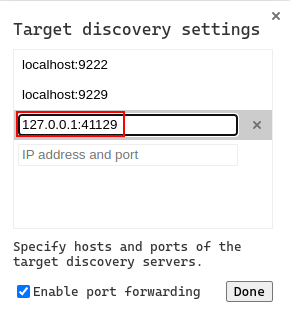 Target discovery settings
localhost:9222
localhost:9229
127.0.0.1:41129
IP address and port
Specify hosts and ports of the
target discovery servers.
Enable port forwarding
Done